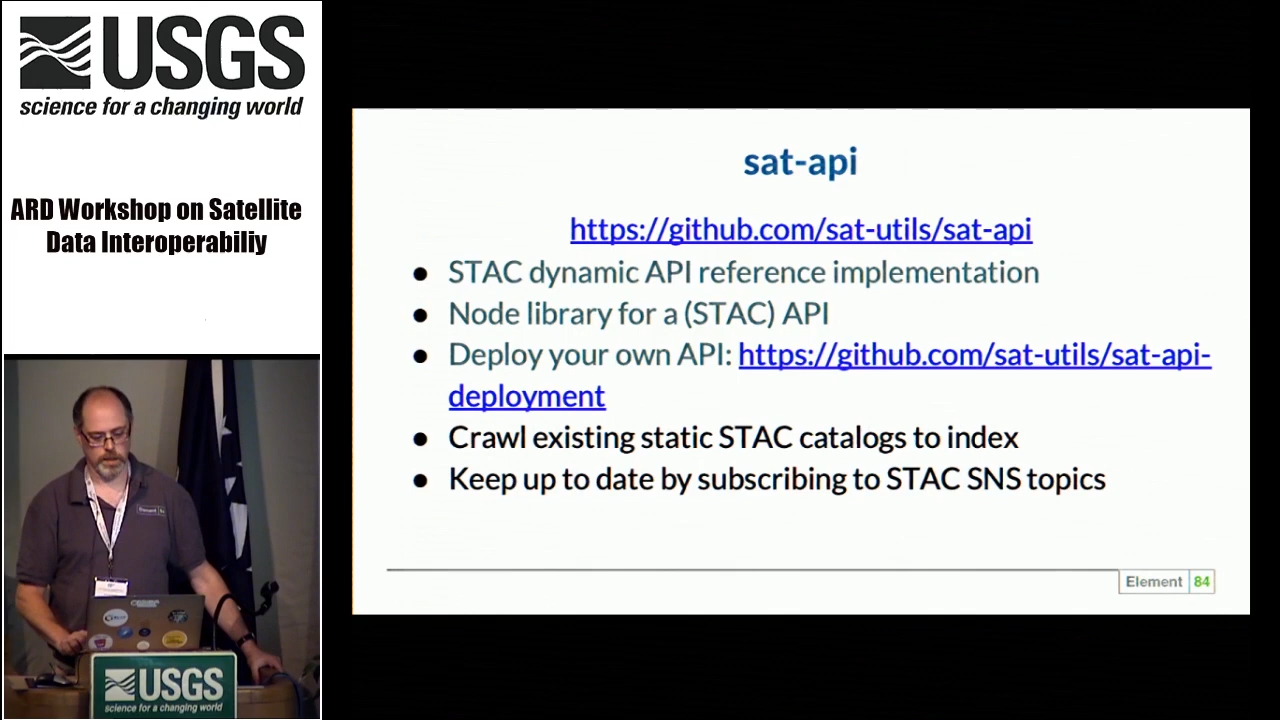 USGS
science for a changing world
ARD Workshop on Satellite
Data Interoperabiliy
sat-api
https://github.com/sat-utils/sat-api
● STAC dynamic API reference implementation
● Node library for a (STAC) API
● Deploy your own API: https://github.com/sat-utils/sat-api-
deployment
● Crawl existing static STAC catalogs to index
● Keep up to date by subscribing to STAC SNS topics
Element 84
USGS
science for a changing world